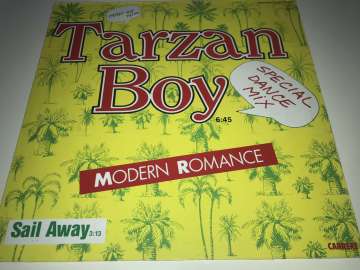 Tarzan
Boy
6:45
SPECIAL
DANCE
MIX
MODERN ROMANCE
Sail Away 3:13
CARRERE